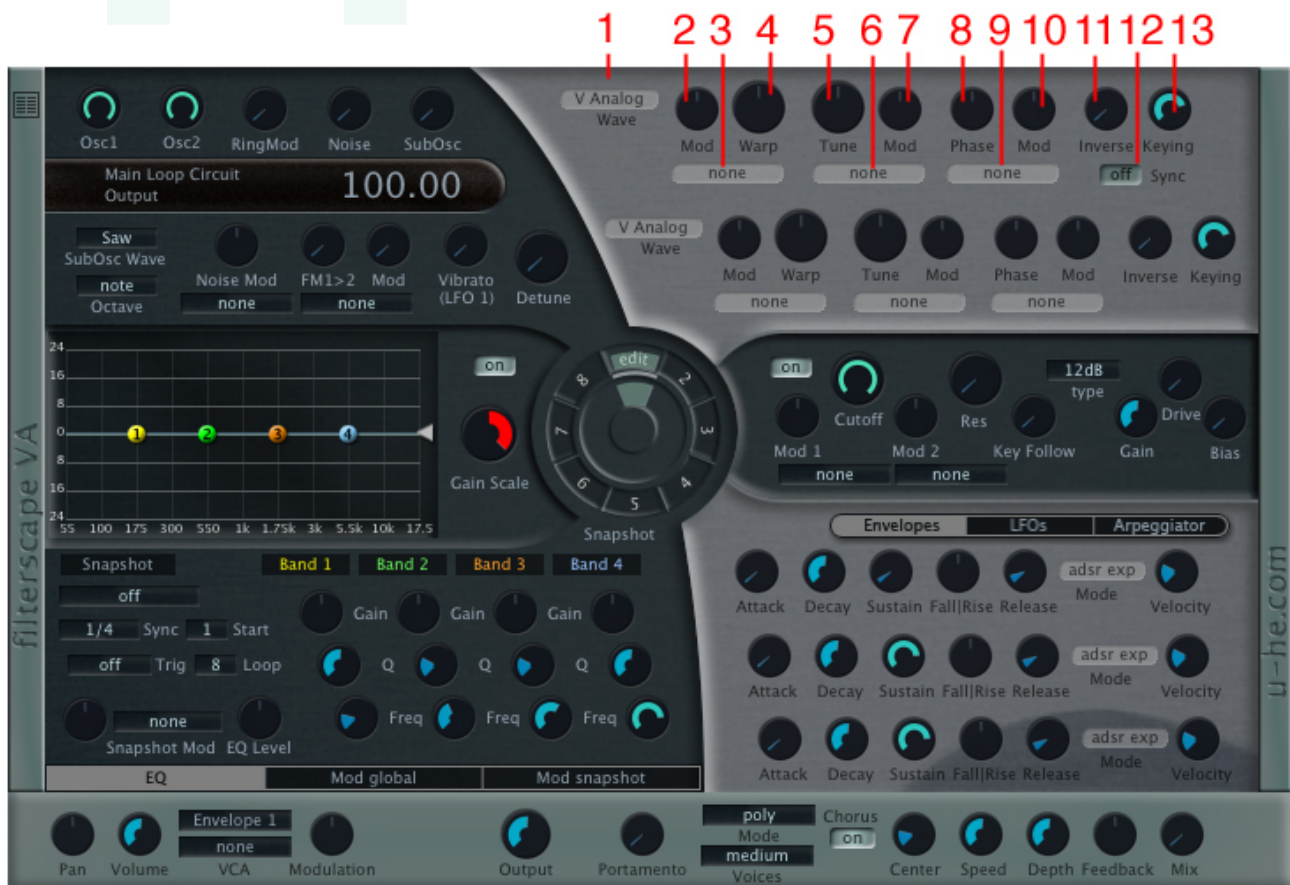 1 2 3 4 5 6 7 8 9 10 11 12 13
V Analog
Wave
Mod Warp Tune Mod Phase Mod Inverse Keying
none none none off Sync
Osc1 Osc2 RingMod Noise SubOsc
Main Loop Circuit
Output
100.00
Saw
SubOsc Wave
note
Octave
Noise Mod
none
FM1>2 Mod
none
Vibrato
(LFO 1)
Detune
V Analog
Wave
Mod Warp Tune Mod Phase Mod Inverse Keying
none none none
24
16
8
0
8
16
24
55 100 175 300 550 1k 1.75k 3k 5.5k 10k 17.5
1 2 3 4
on
Gain Scale
edit 2 3 4 5 6 7 8
Snapshot
on
Cutoff
Res
12dB
type
Drive
Mod 1
Mod 2
Key Follow
Gain
Bias
none none
filterscape VA
u-he.com
Envelopes LFOs Arpeggiator
Attack Decay Sustain Fall|Rise Release
adsr exp
Mode
Velocity
Attack Decay Sustain Fall|Rise Release
adsr exp
Mode
Velocity
Attack Decay Sustain Fall|Rise Release
adsr exp
Mode
Velocity
Snapshot
off
1/4 Sync 1 Start
off Trig 8 Loop
none
Snapshot Mod EQ Level
Band 1 Band 2 Band 3 Band 4
Gain Gain Gain
Q Q Q
Freq Freq Freq
EQ Mod global Mod snapshot
Pan Volume
Envelope 1
none
VCA
Modulation
Output
Portamento
poly
Mode
medium
Voices
Chorus
on
Center Speed Depth Feedback Mix